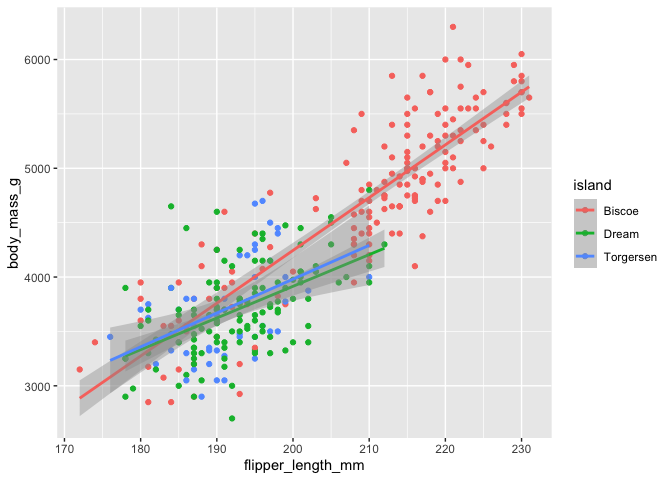 6000
5000
4000
3000
body_mass_g
170 180 190 200 210 220 230
flipper_length_mm
island
Biscoe
Dream
Torgersen